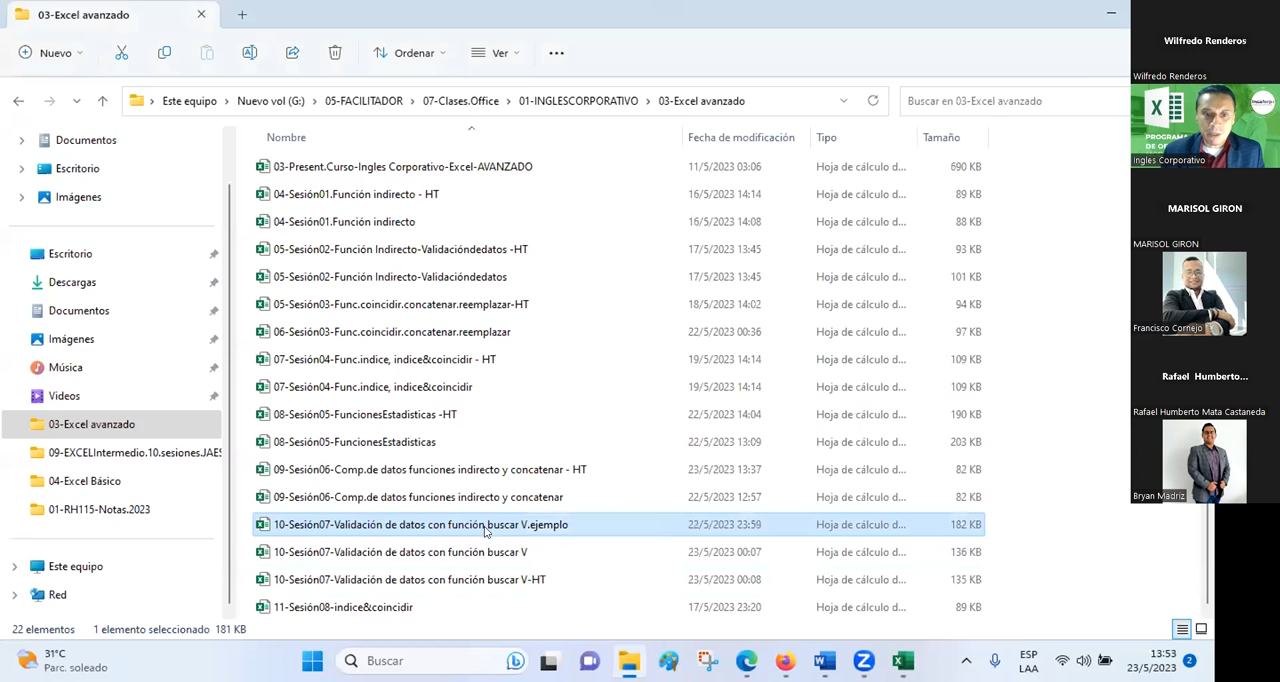 03-Excel avanzado
Nuevo
Ordenar
Ver
Este equipo > Nuevo vol (G:) > 05-FACILITADOR > 07-Clases.Office > 01-INGLESCORPORATIVO > 03-Excel avanzado
Buscar en 03-Excel avanzado
Nombre Fecha de modificación Tipo Tamaño
03-Present.Curso-Ingles Corporativo-Excel-AVANZADO 11/5/2023 03:06 Hoja de cálculo d... 690 KB
04-Sesión01.Función indirecto - HT 16/5/2023 14:14 Hoja de cálculo d... 89 KB
04-Sesión01.Función indirecto 16/5/2023 14:08 Hoja de cálculo d... 88 KB
05-Sesión02-Función Indirecto-Validacióndedatos -HT 17/5/2023 13:45 Hoja de cálculo d... 93 KB
05-Sesión02-Función Indirecto-Validacióndedatos 17/5/2023 13:45 Hoja de cálculo d... 101 KB
05-Sesión03-Func.coincidir.concatenar.reemplazar-HT 18/5/2023 14:02 Hoja de cálculo d... 94 KB
06-Sesión03-Func.coincidir.concatenar.reemplazar 22/5/2023 00:36 Hoja de cálculo d... 97 KB
07-Sesión04-Func.indice, indice&coincidir - HT 19/5/2023 14:14 Hoja de cálculo d... 109 KB
07-Sesión04-Func.indice, indice&coincidir 19/5/2023 14:14 Hoja de cálculo d... 109 KB
08-Sesión05-FuncionesEstadisticas -HT 22/5/2023 14:04 Hoja de cálculo d... 190 KB
08-Sesión05-FuncionesEstadisticas 22/5/2023 13:09 Hoja de cálculo d... 203 KB
09-Sesión06-Comp.de datos funciones indirecto y concatenar - HT 23/5/2023 13:37 Hoja de cálculo d... 82 KB
09-Sesión06-Comp.de datos funciones indirecto y concatenar 22/5/2023 12:57 Hoja de cálculo d... 82 KB
10-Sesión07-Validación de datos con función buscar V.ejemplo 22/5/2023 23:59 Hoja de cálculo d... 182 KB
10-Sesión07-Validación de datos con función buscar V 23/5/2023 00:07 Hoja de cálculo d... 136 KB
10-Sesión07-Validación de datos con función buscar V-HT 23/5/2023 00:08 Hoja de cálculo d... 135 KB
11-Sesión08-indice&coincidir 17/5/2023 23:20 Hoja de cálculo d... 89 KB
Documentos
Escritorio
Imágenes
Escritorio
Descargas
Documentos
Imágenes
Música
Videos
03-Excel avanzado
09-EXCELIntermedio.10.sesiones.JAES
04-Excel Básico
01-RH115-Notas.2023
Este equipo
Red
22 elementos 1 elemento seleccionado 181 KB
31°C
Parc. soleado
Buscar
ESP
LAA
13:53
23/5/2023
2
Wilfredo Renderos
Wilfredo Renderos
Ingles Corporativo
MARISOL GIRON
MARISOL GIRON
Francisco Cornejo
Rafael Humberto...
Rafael Humberto Mata Castaneda
Bryan Madriz